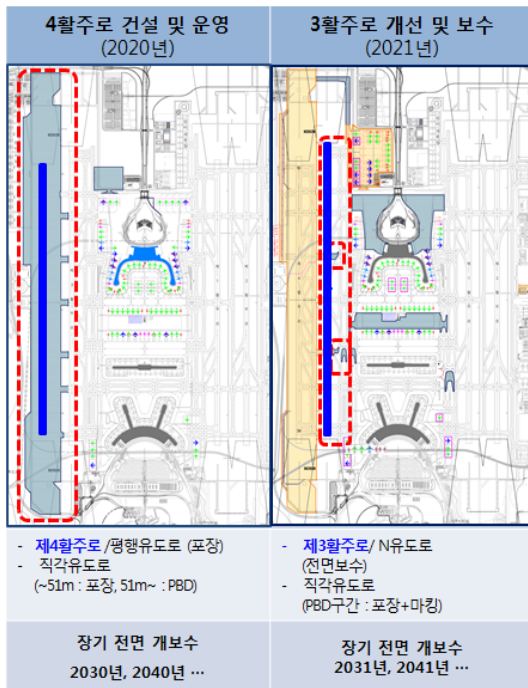 4활주로 건설 및 운영
(2020년)
3활주로 개선 및 보수
(2021년)
- 제4활주로/평행유도로 (포장)
- 직각유도로
(~51m : 포장, 51m~ : PBD)
- 제3활주로/ N유도로
(전면보수)
- 직각유도로
(PBD구간 : 포장+마킹)
장기 전면 개보수
2030년, 2040년 …
장기 전면 개보수
2031년, 2041년 …